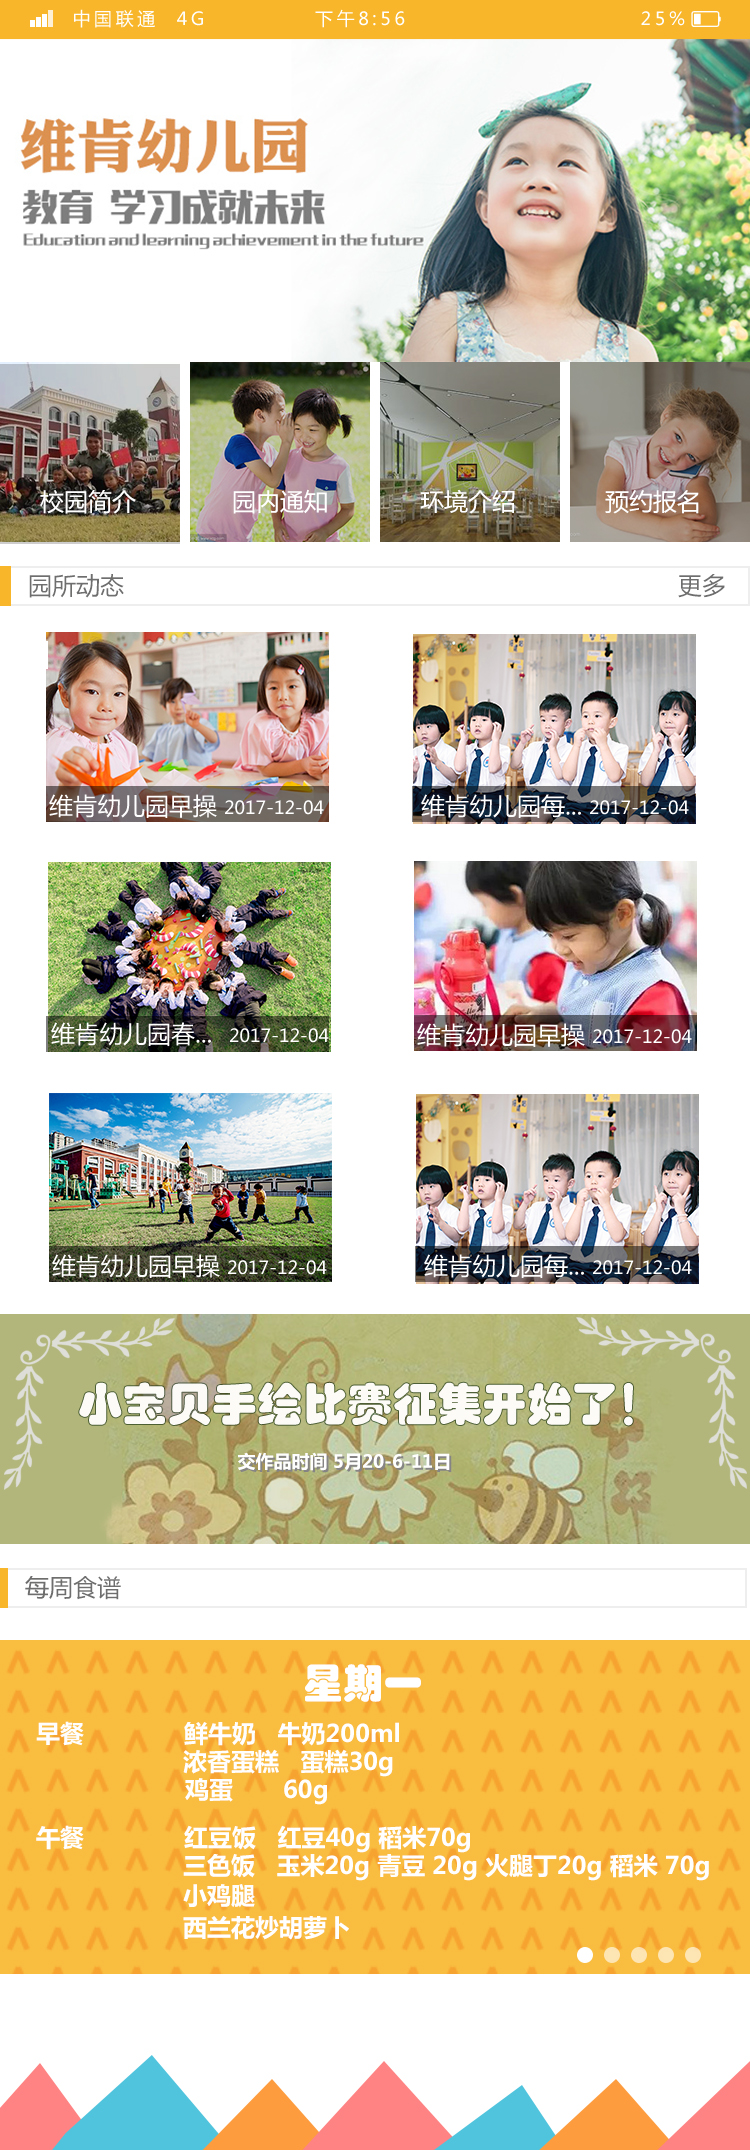 中国联通 4G 下午8:56 25%
维肯幼儿园
教育 学习成就未来
Education and learning achievement in the future
校园简介 园内通知 环境介绍 预约报名
园所动态 更多
维肯幼儿园早操 2017-12-04
维肯幼儿园每... 2017-12-04
维肯幼儿园春... 2017-12-04
维肯幼儿园早操 2017-12-04
维肯幼儿园早操 2017-12-04
维肯幼儿园每... 2017-12-04
小宝贝手绘比赛征集开始了!
交作品时间 5月20-6-11日
每周食谱
星期一
早餐 鲜牛奶 牛奶200ml
浓香蛋糕 蛋糕30g
鸡蛋 60g
午餐 红豆饭 红豆40g 稻米70g
三色饭 玉米20g 青豆 20g 火腿丁20g 稻米 70g
小鸡腿
西兰花炒胡萝卜